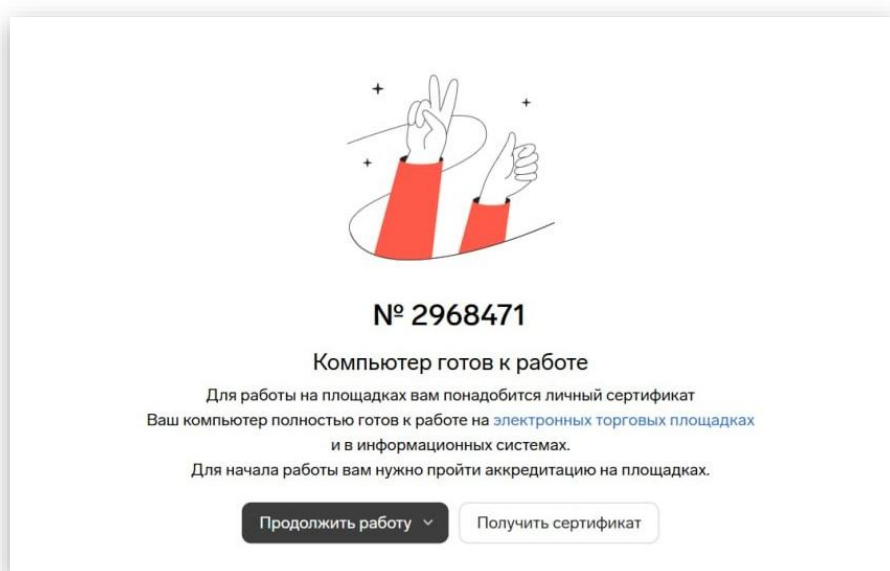 № 2968471
Компьютер готов к работе
Для работы на площадках вам понадобится личный сертификат
Ваш компьютер полностью готов к работе на электронных торговых площадках
и в информационных системах.
Для начала работы вам нужно пройти аккредитацию на площадках.
Продолжить работу
Получить сертификат